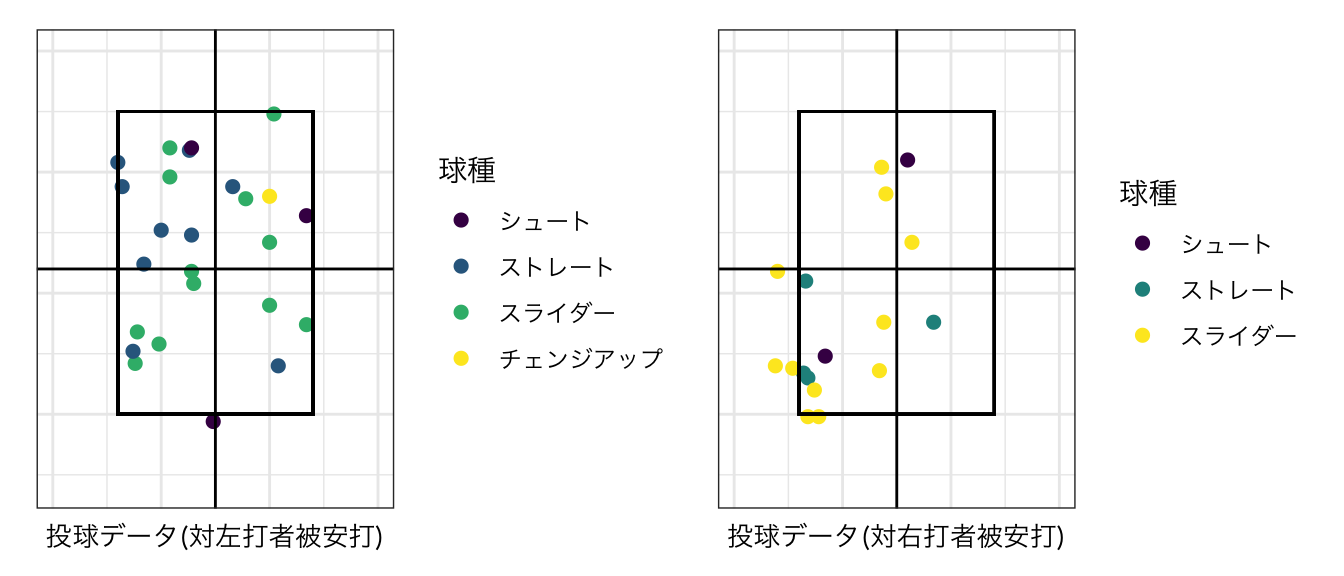 球種
シュート
ストレート
スライダー
チェンジアップ
投球データ(対左打者被安打)
球種
シュート
ストレート
スライダー
投球データ(対右打者被安打)